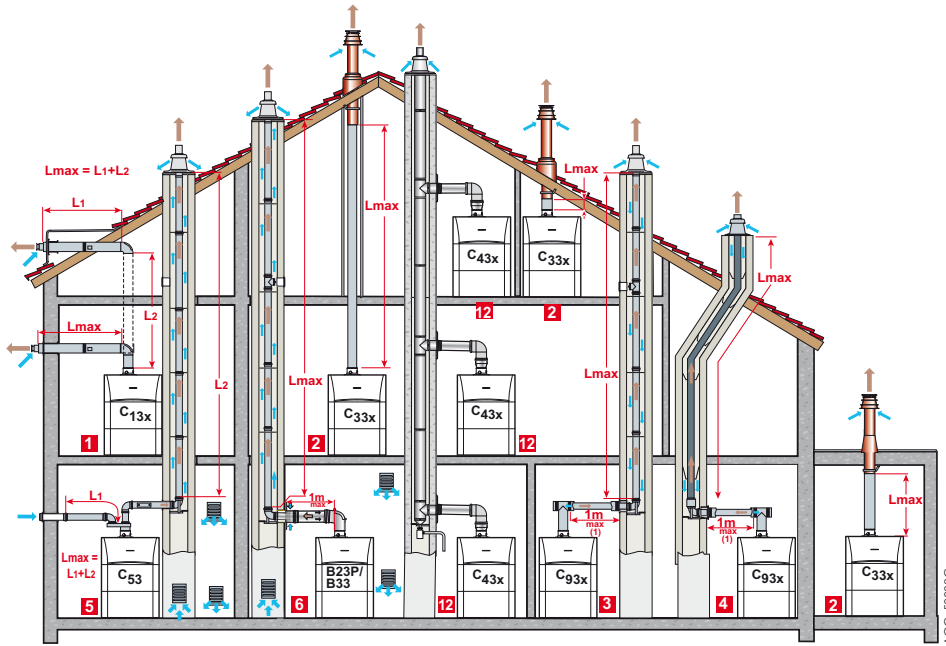 Lmax = L1+L2
L1
L2
Lmax
C13x
1
L2
Lmax
Lmax
C33x
2
C43x
12
Lmax
C33x
2
C43x
12
Lmax
Lmax
L1
Lmax =
L1+L2
C53
5
1m
max
B23P/
B33
6
C43x
12
1m
max
(1)
C93x
3
1m
max
(1)
C93x
4
Lmax
C33x
2